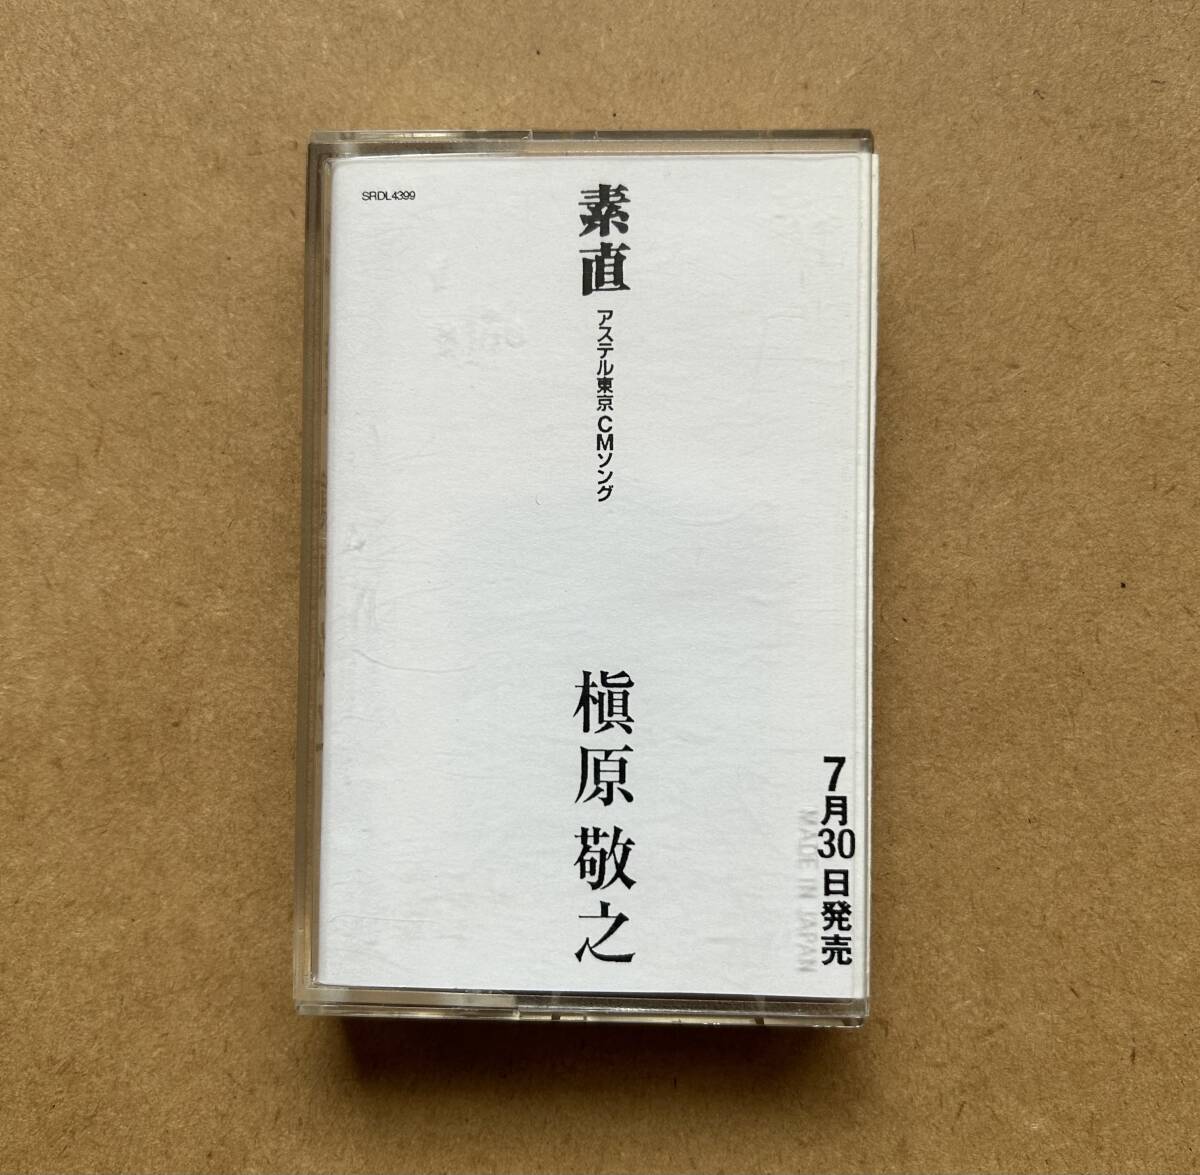 SRDL4399
素直
アステル東京CMソング
槇原敬之
7月30日発売
MADE IN JAPAN